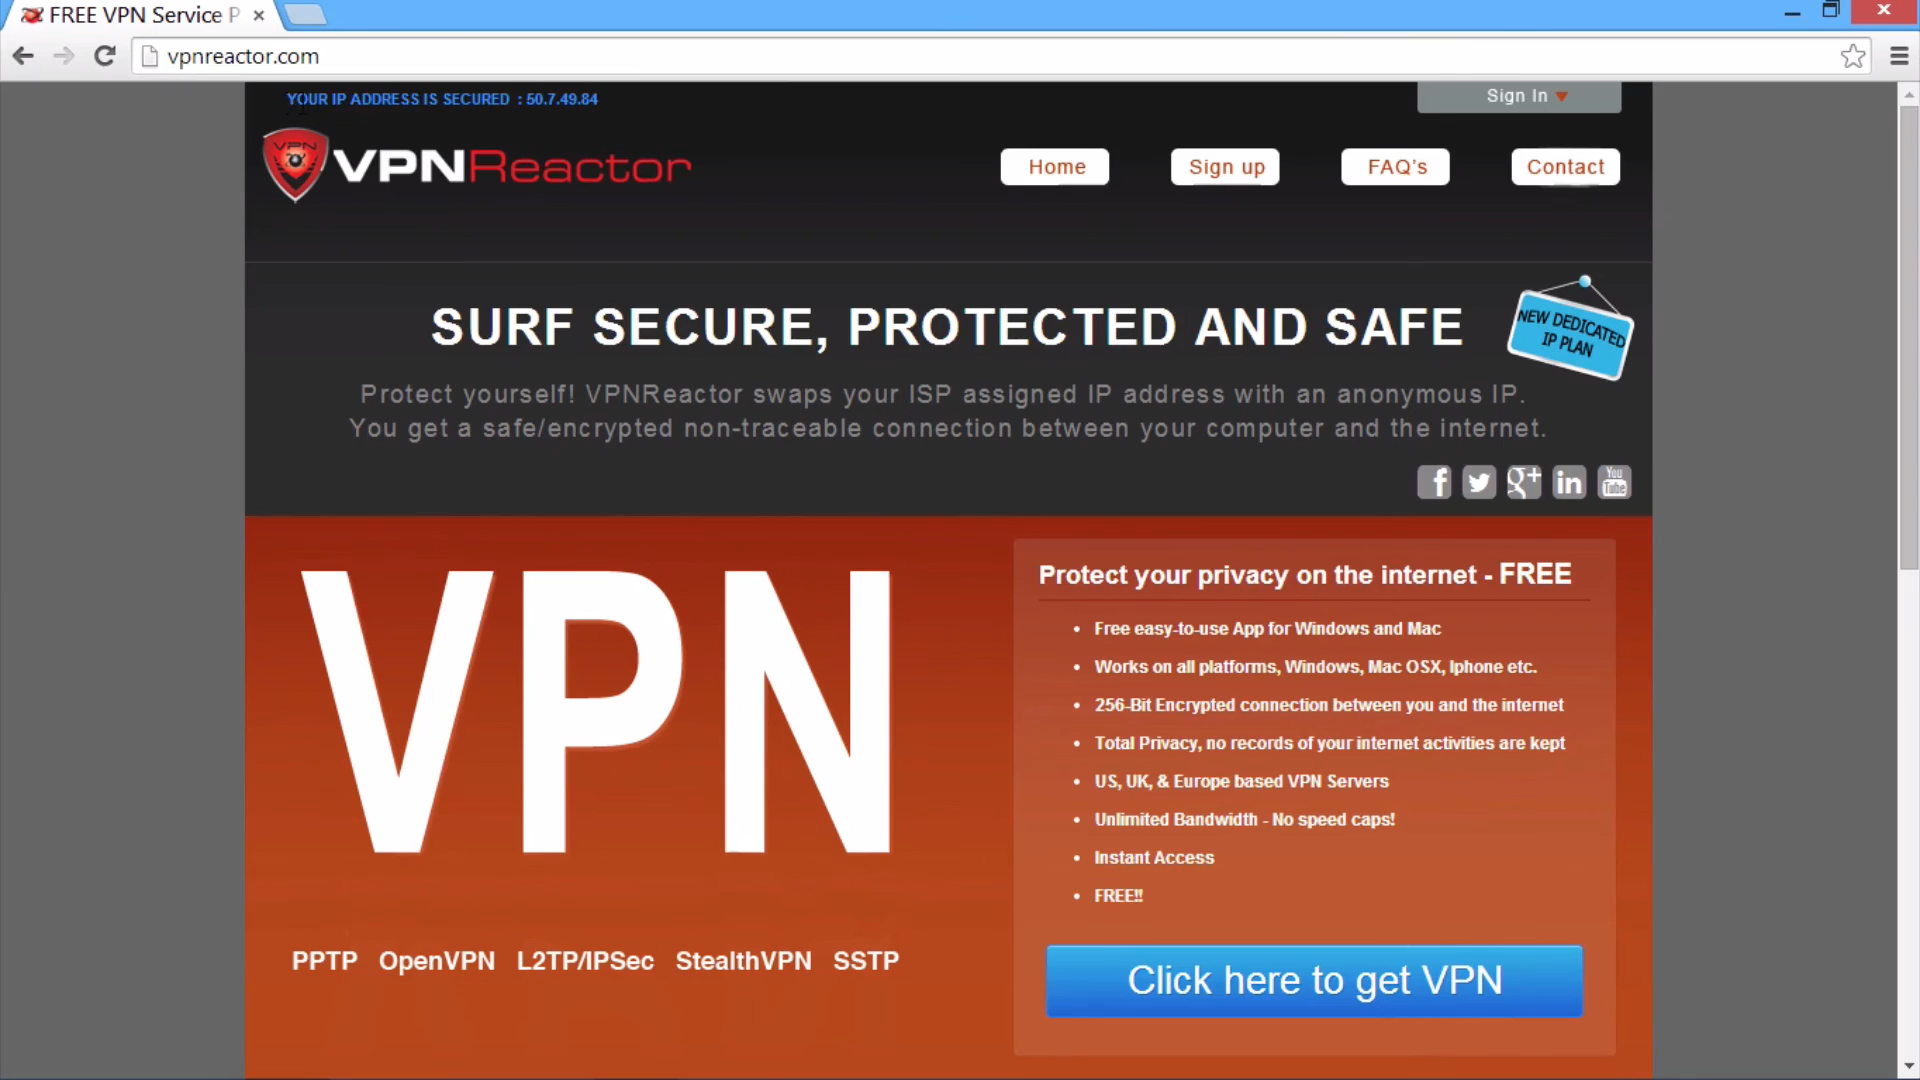 FREE VPN Service P
vpnreactor.com
YOUR IP ADDRESS IS SECURED : 50.7.49.84
Sign In
VPN
VPNReactor
Home
Sign up
FAQ's
Contact
SURF SECURE, PROTECTED AND SAFE
NEW DEDICATED
IP PLAN
Protect yourself! VPNReactor swaps your ISP assigned IP address with an anonymous IP.
You get a safe/encrypted non-traceable connection between your computer and the internet.
f
g+
in
You
Tube
VPN
Protect your privacy on the internet - FREE
• Free easy-to-use App for Windows and Mac
• Works on all platforms, Windows, Mac OSX, Iphone etc.
• 256-Bit Encrypted connection between you and the internet
• Total Privacy, no records of your internet activities are kept
• US, UK, & Europe based VPN Servers
• Unlimited Bandwidth - No speed caps!
• Instant Access
• FREE!!
PPTP OpenVPN L2TP/IPSec StealthVPN SSTP
Click here to get VPN